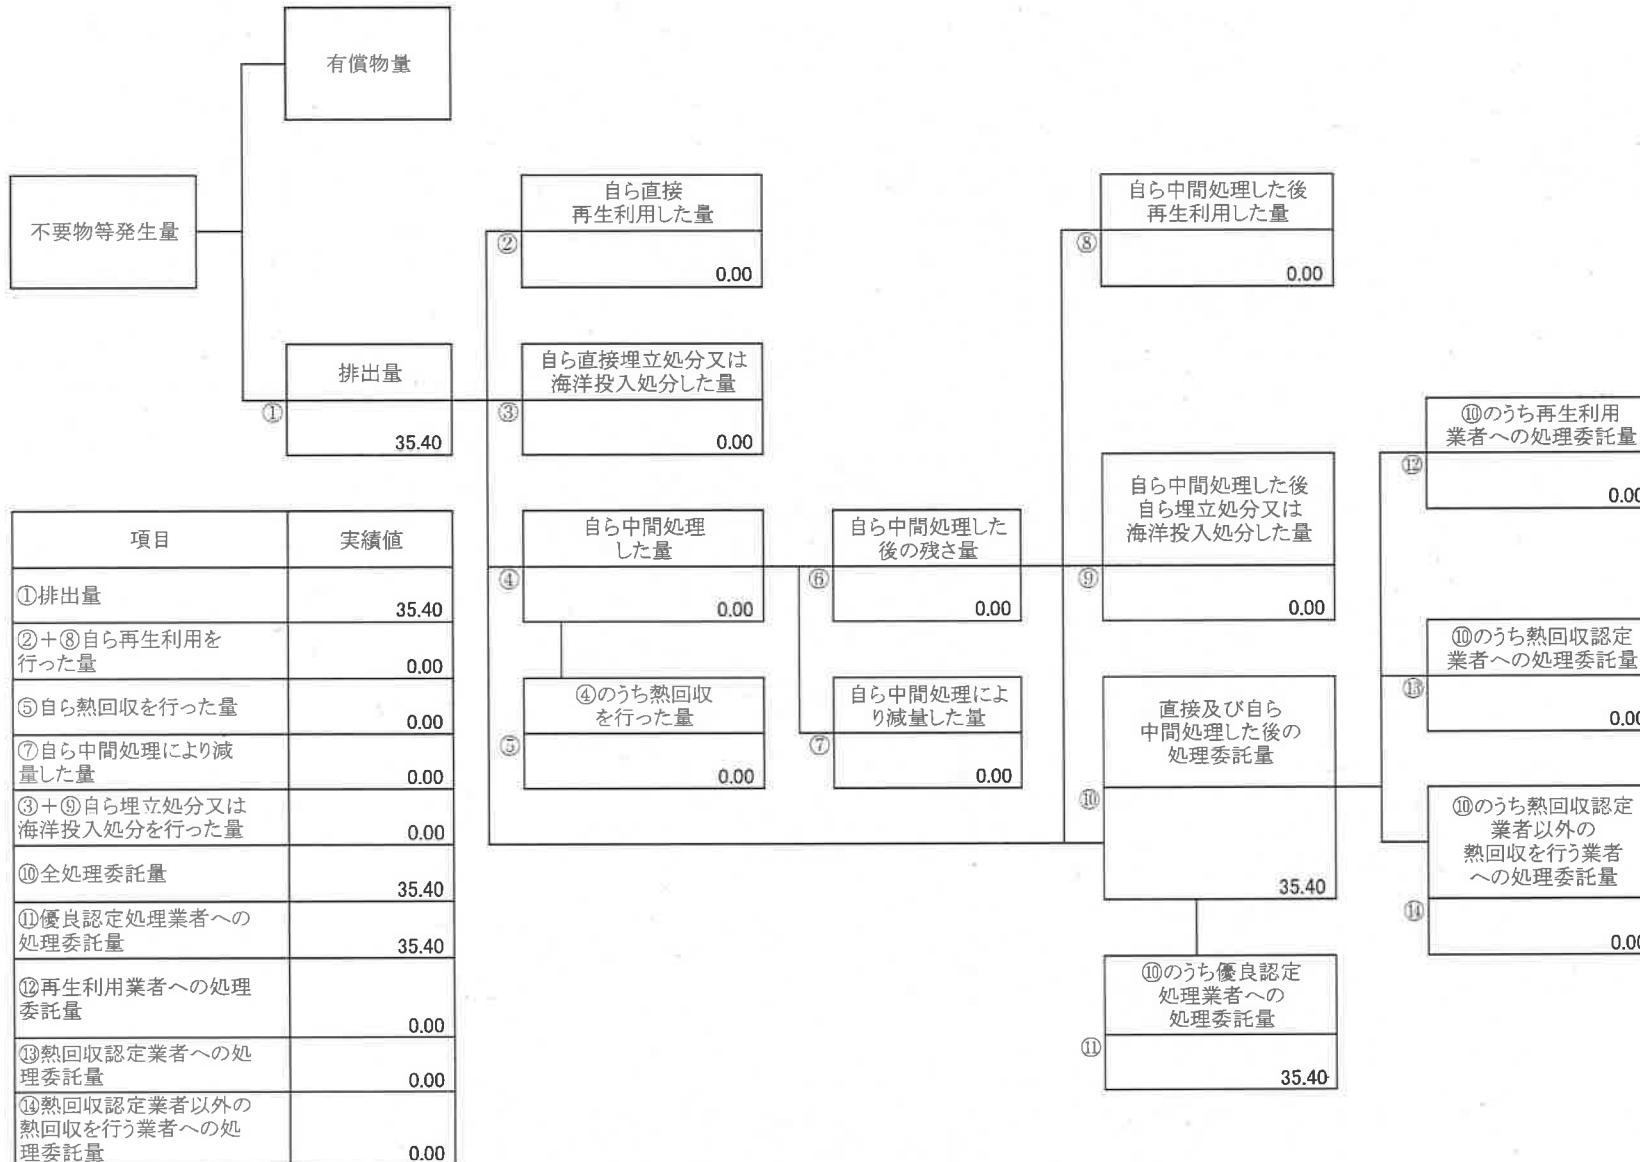 有償物量
不要物等発生量
自ら直接
再生利用した量
②
0.00
自ら中間処理した後
再生利用した量
⑧
0.00
排出量
①
35.40
自ら直接埋立処分又は
海洋投入処分した量
③
0.00
⑩のうち再生利用
業者への処理委託量
⑫
0.00
自ら中間処理
した量
④
0.00
自ら中間処理した
後の残さ量
⑥
0.00
自ら中間処理した後
自ら埋立処分又は
海洋投入処分した量
⑨
0.00
④のうち熱回収
を行った量
⑤
0.00
自ら中間処理によ
り減量した量
⑦
0.00
直接及び自ら
中間処理した後の
処理委託量
⑩
35.40
⑩のうち熱回収認定
業者への処理委託量
⑬
0.00
⑩のうち熱回収認定
業者以外の
熱回収を行う業者
への処理委託量
⑭
0.00
⑩のうち優良認定
処理業者への
処理委託量
⑪
35.40
項目 実績値
①排出量
35.40
②＋⑧自ら再生利用を
行った量
0.00
⑤自ら熱回収を行った量
0.00
⑦自ら中間処理により減
量した量
0.00
③＋⑨自ら埋立処分又は
海洋投入処分を行った量
0.00
⑩全処理委託量
35.40
⑪優良認定処理業者への
処理委託量
35.40
⑫再生利用業者への処理
委託量
0.00
⑬熱回収認定業者への処
理委託量
0.00
⑭熱回収認定業者以外の
熱回収を行う業者への処
理委託量
0.00